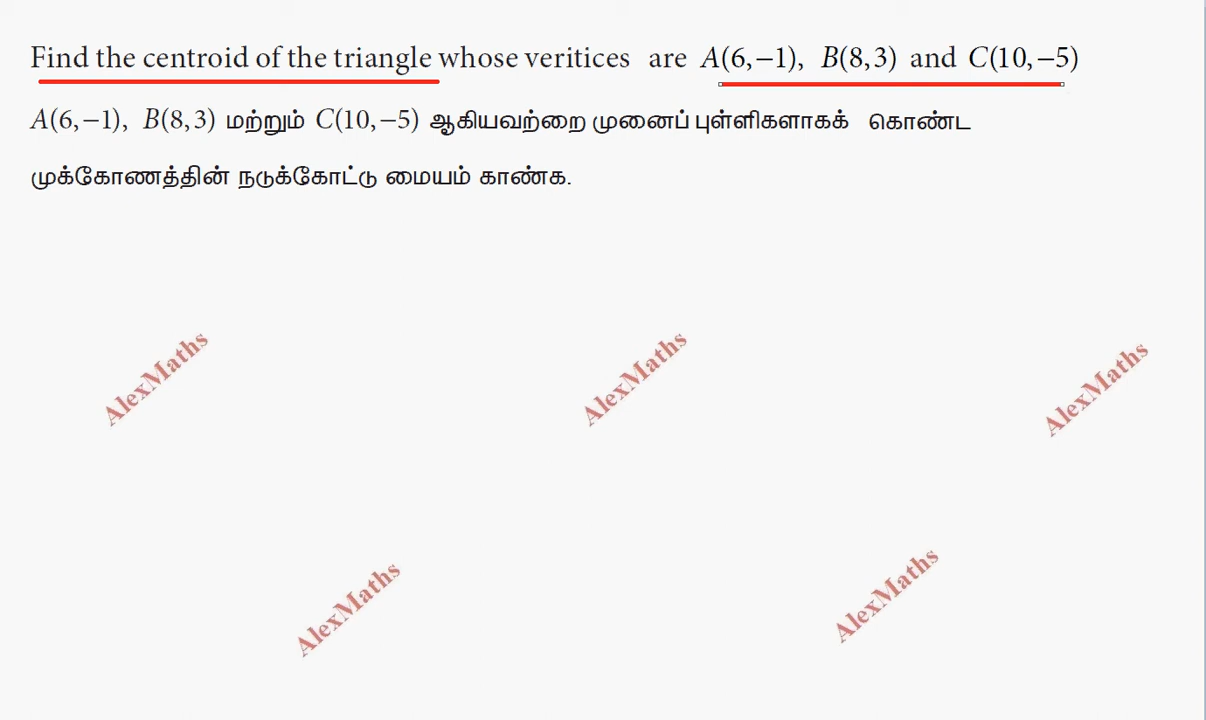 Find the centroid of the triangle whose veritices are A(6,−1), B(8,3) and C(10,−5)
A(6,−1), B(8,3) மற்றும் C(10,−5) ஆகியவற்றை முனைப் புள்ளிகளாகக் கொண்ட
முக்கோணத்தின் நடுக்கோட்டு மையம் காண்க.
AlexMaths
AlexMaths
AlexMaths
AlexMaths
AlexMaths